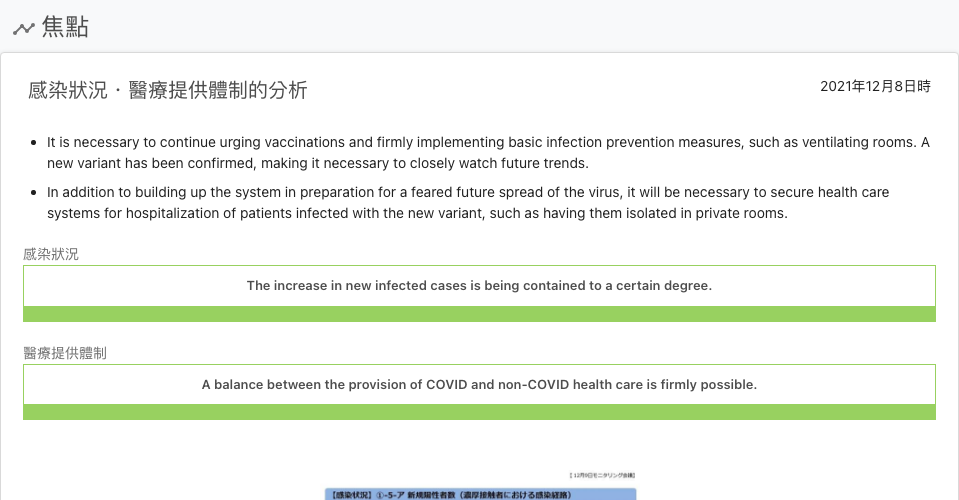 焦點
感染狀況・醫療提供體制的分析
2021年12月8日時
It is necessary to continue urging vaccinations and firmly implementing basic infection prevention measures, such as ventilating rooms. A
new variant has been confirmed, making it necessary to closely watch future trends.
In addition to building up the system in preparation for a feared future spread of the virus, it will be necessary to secure health care
systems for hospitalization of patients infected with the new variant, such as having them isolated in private rooms.
感染狀況
The increase in new infected cases is being contained to a certain degree.
醫療提供體制
A balance between the provision of COVID and non-COVID health care is firmly possible.
【12月9日モニタリング会議】
【感染状況】①-5-ア 新規陽性者数（濃厚接触者における感染経路）